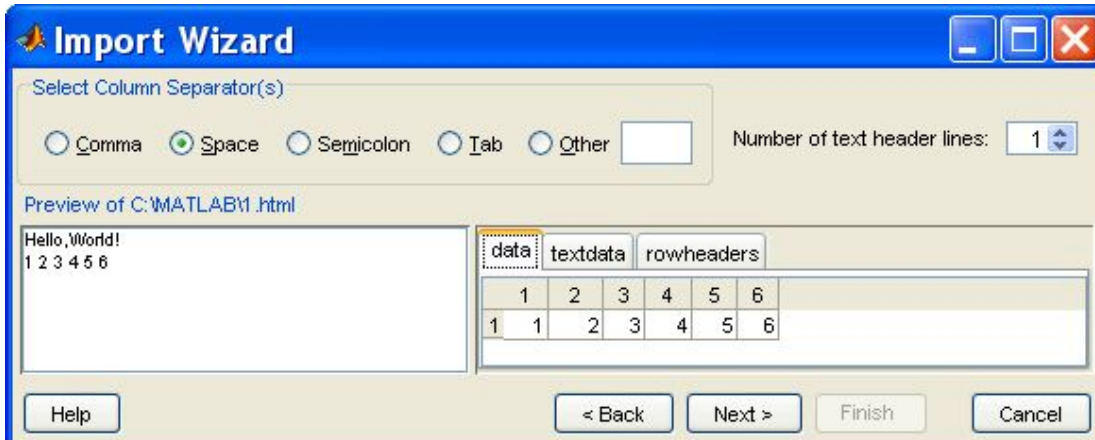 Import Wizard
Select Column Separator(s)
Comma Space Semicolon Tab Other
Number of text header lines: 1
Preview of C:\MATLAB\1.html
Hello,World!
1 2 3 4 5 6
data textdata rowheaders
1 2 3 4 5 6
1 1 2 3 4 5 6
Help < Back Next > Finish Cancel